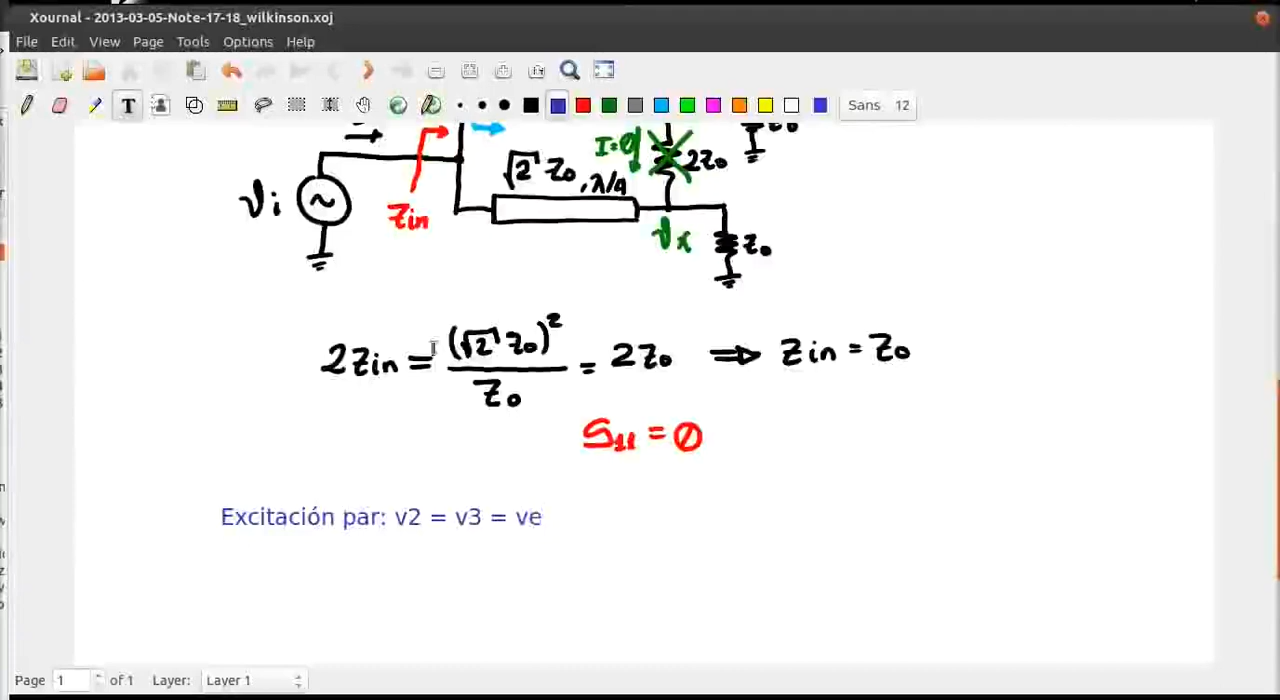 Xournal - 2013-03-05-Note-17-18_wilkinson.xoj
File Edit View Page Tools Options Help
Sans 12
I=0
2Z0
√2 Z0, λ/4
Vi
Zin
Vx
Z0
2Zin = (√2 Z0)² / Z0 = 2Z0 ⇒ Zin = Z0
S11 = 0
Excitación par: v2 = v3 = ve
Page 1 of 1 Layer: Layer 1